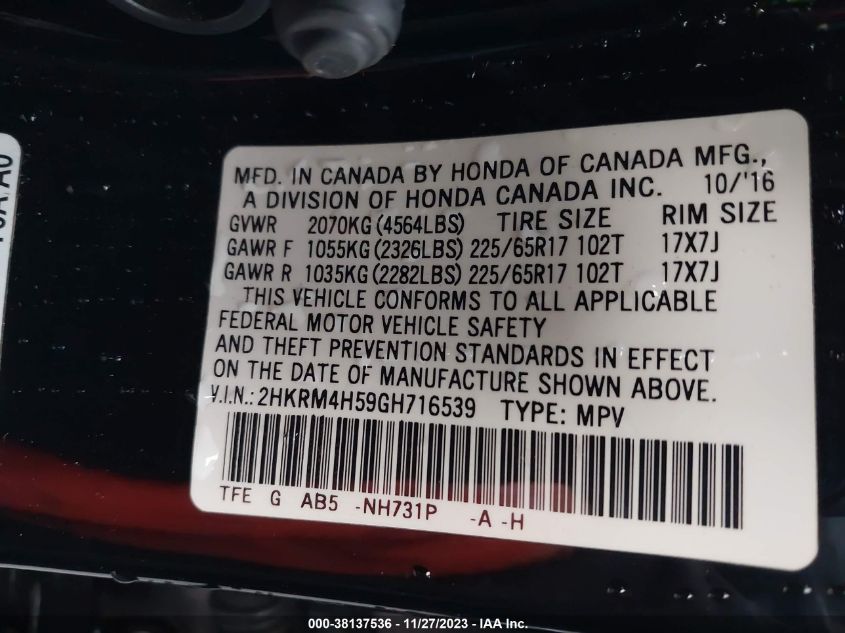 MFD. IN CANADA BY HONDA OF CANADA MFG.,
A DIVISION OF HONDA CANADA INC. 10/'16
GVWR 2070KG (4564LBS) TIRE SIZE RIM SIZE
GAWR F 1055KG (2326LBS) 225/65R17 102T 17X7J
GAWR R 1035KG (2282LBS) 225/65R17 102T 17X7J
THIS VEHICLE CONFORMS TO ALL APPLICABLE
FEDERAL MOTOR VEHICLE SAFETY
AND THEFT PREVENTION STANDARDS IN EFFECT
ON THE DATE OF MANUFACTURE SHOWN ABOVE.
V.I.N.: 2HKRM4H59GH716539 TYPE: MPV
TFE G AB5 -NH731P -A -H
000-38137536 - 11/27/2023 - IAA Inc.